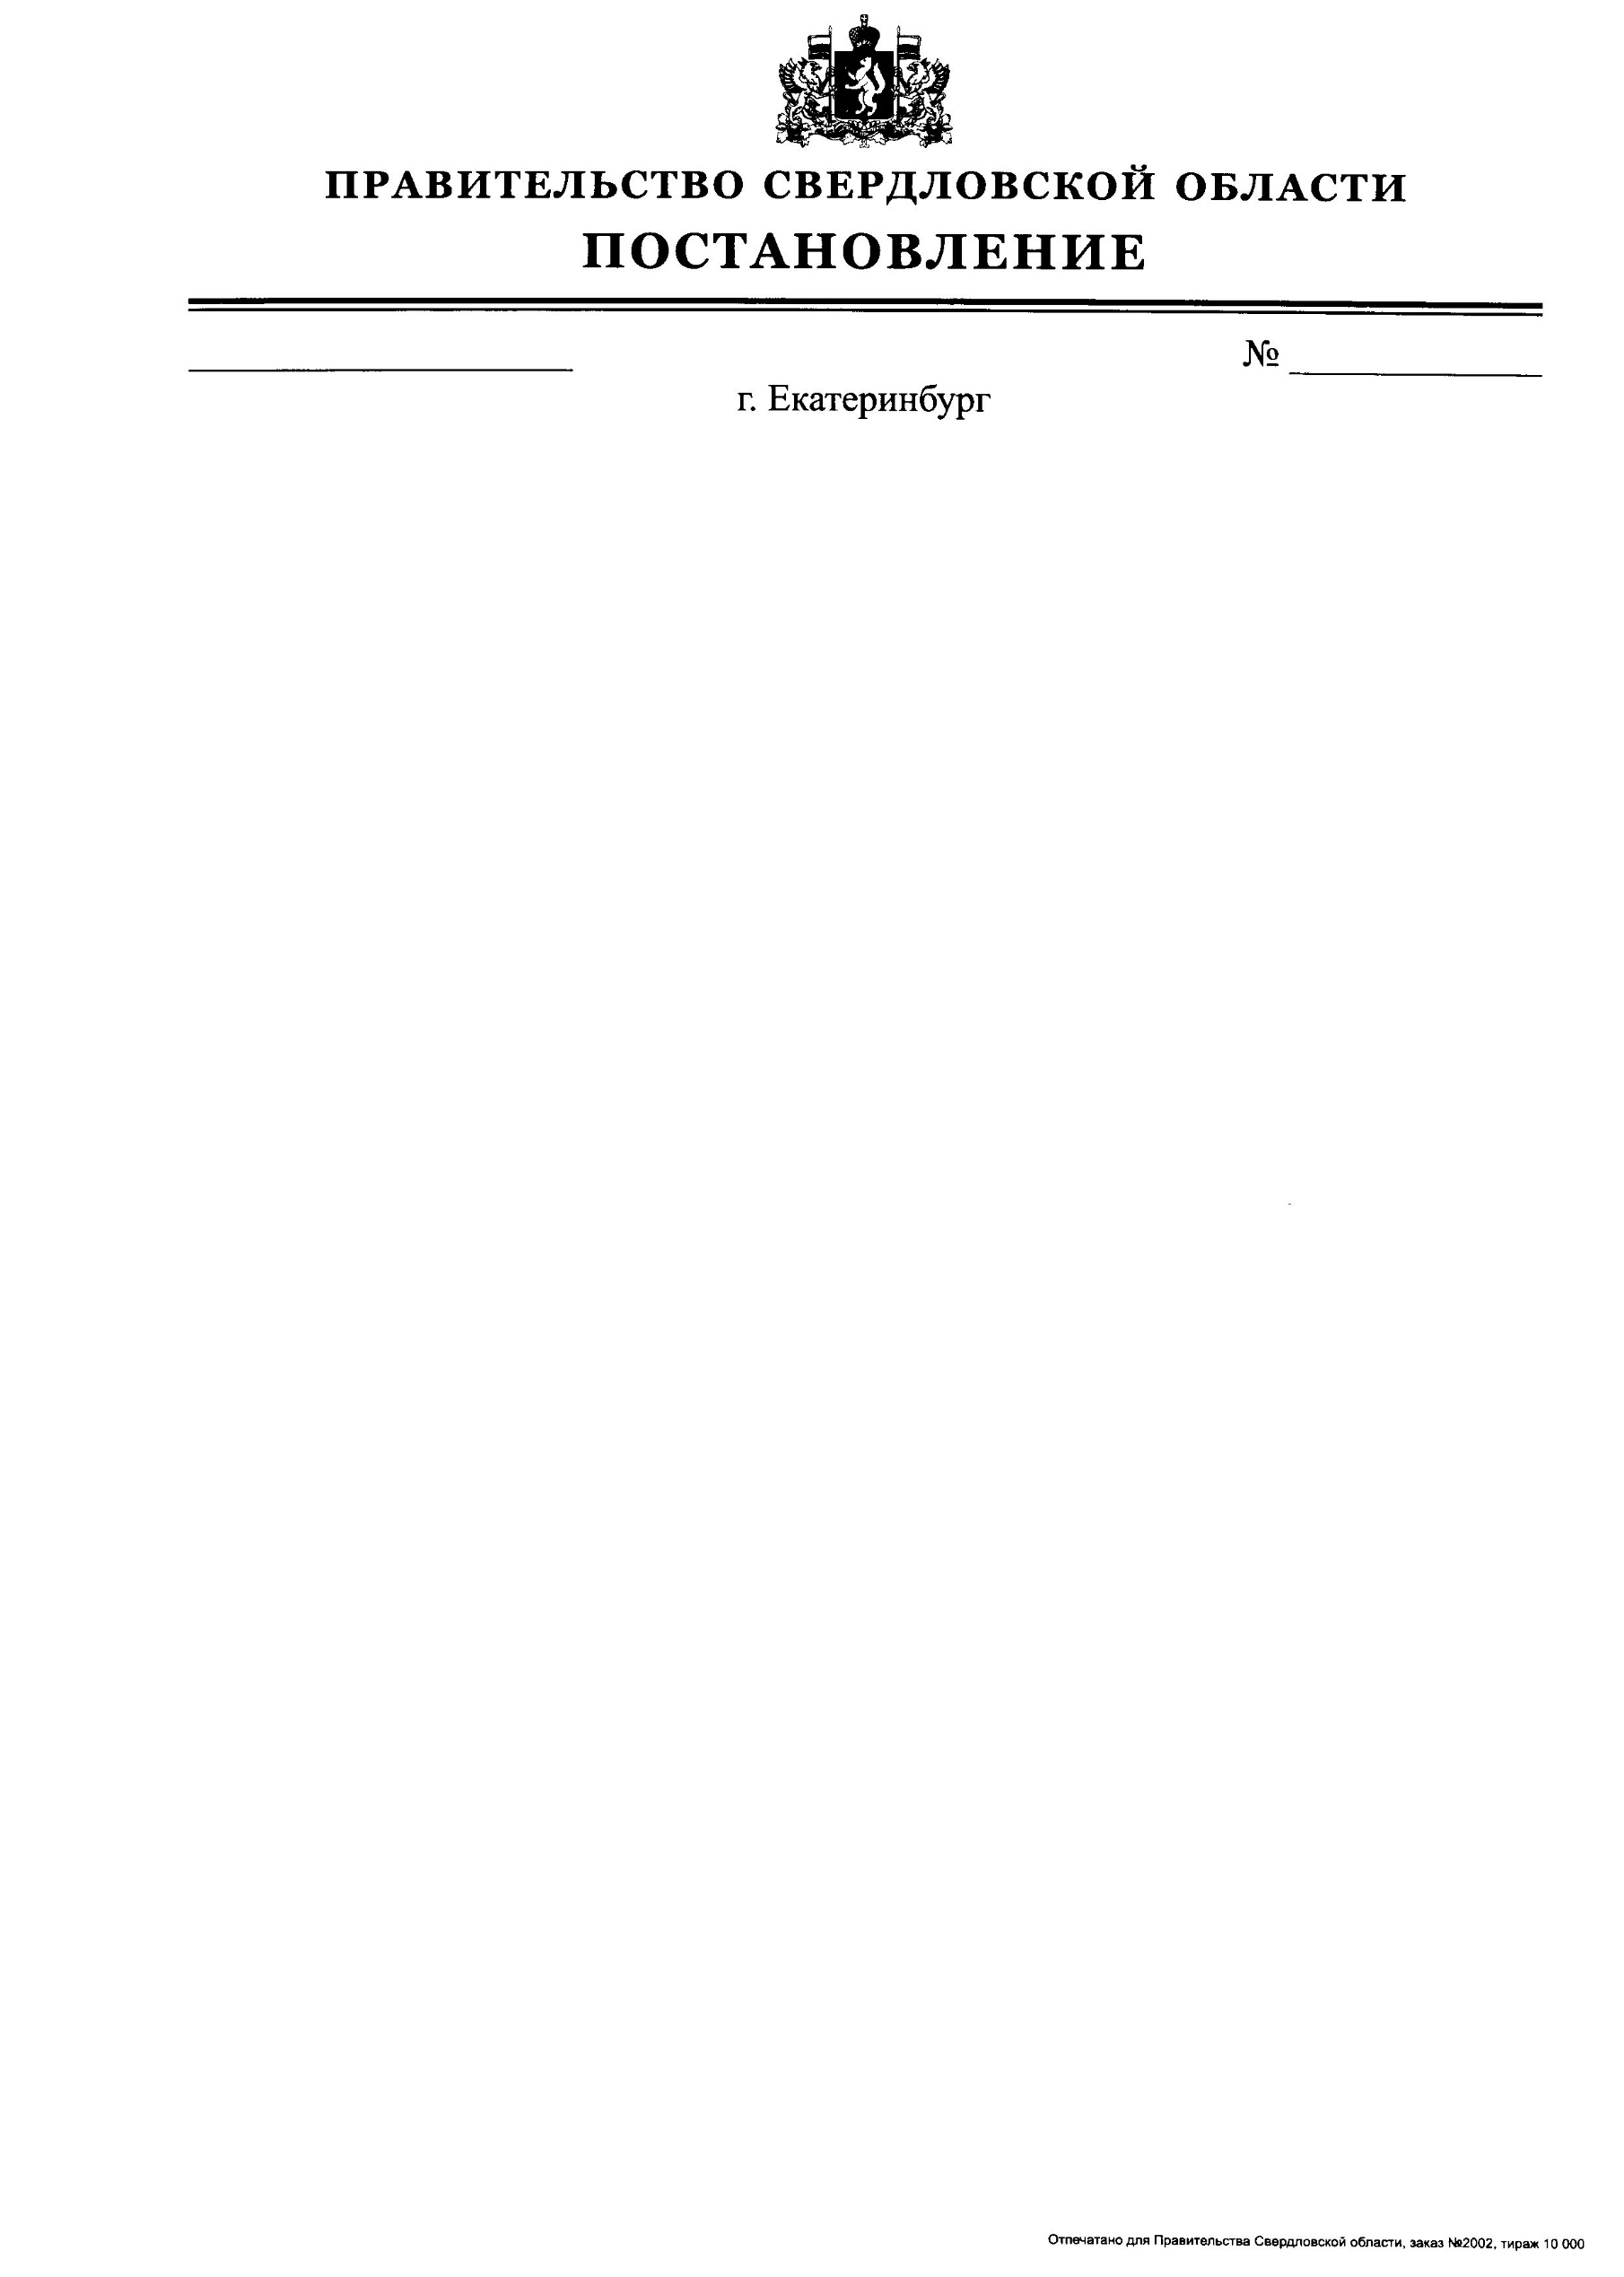 ПРАВИТЕЛЬСТВО СВЕРДЛОВСКОЙ ОБЛАСТИ
ПОСТАНОВЛЕНИЕ
№
г. Екатеринбург
Отпечатано для Правительства Свердловской области, заказ №2002, тираж 10 000